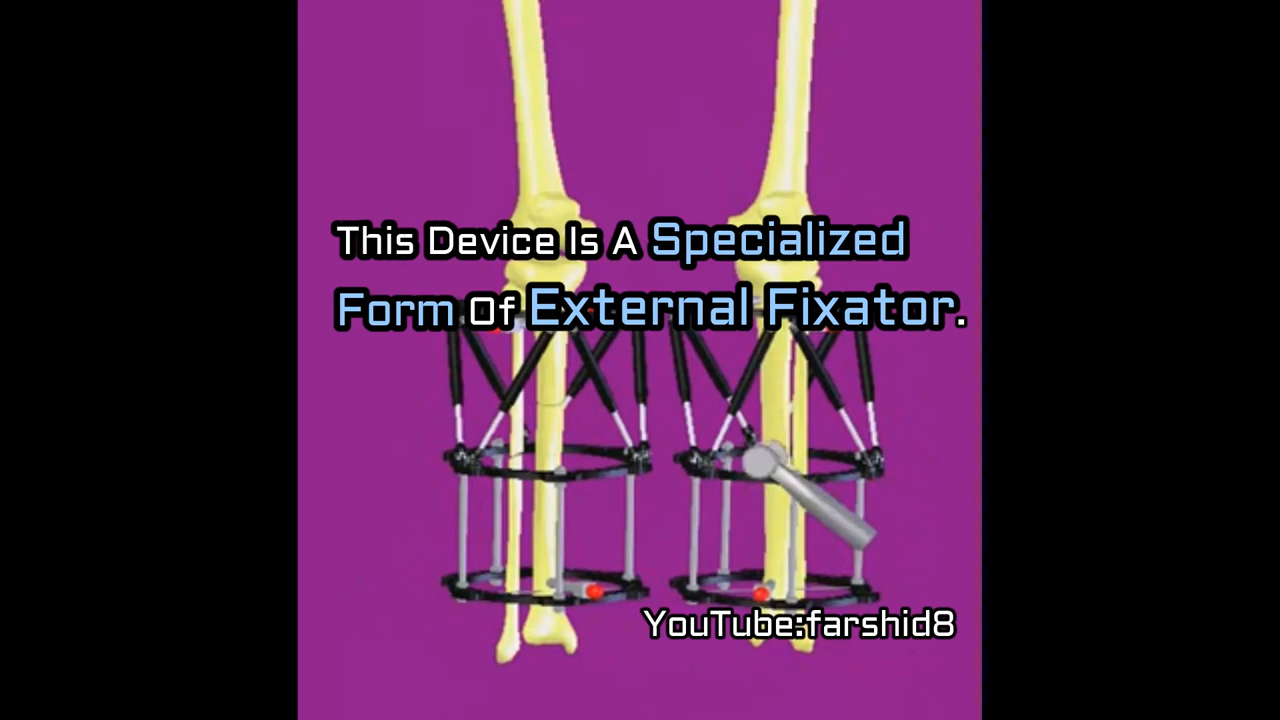 This Device Is A Specialized
Form Of External Fixator.
YouTube:farshid8